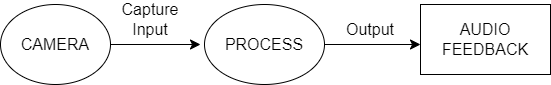 CAMERA
Capture
Input
PROCESS
Output
AUDIO
FEEDBACK